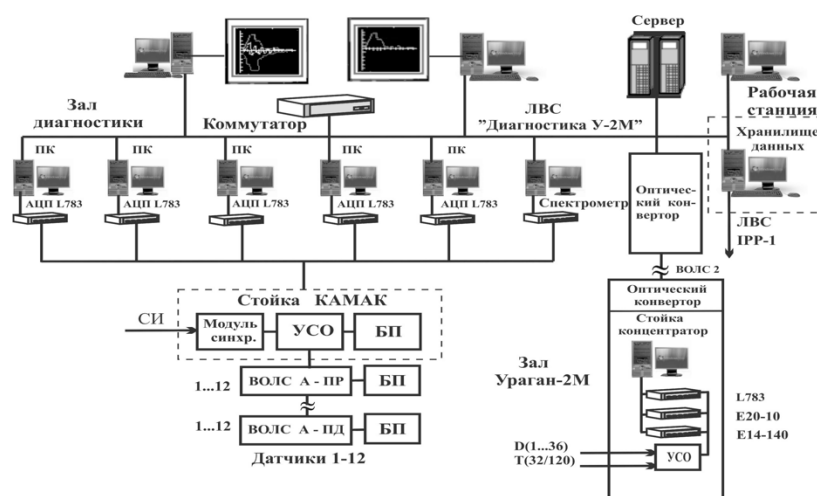 Сервер
Зал
диагностики
Коммутатор
ЛВС
"Диагностика У-2М"
Рабочая
станция
Хранилище
данных
ПК
ПК
ПК
ПК
ПК
АЦП L783
АЦП L783
АЦП L783
АЦП L783
АЦП L783
Спектрометр
Оптичес-
кий кон-
вертор
ЛВС
IPP-1
ВОЛС 2
Оптический
конвертор
Стойка
концентратор
Стойка КАМАК
СИ
Модуль
синхр.
УСО
БП
1...12
ВОЛС А - ПР
БП
1...12
ВОЛС А - ПД
БП
Датчики 1-12
Зал
Ураган-2М
L783
E20-10
E14-140
D(1...36)
T(32/120)
УСО